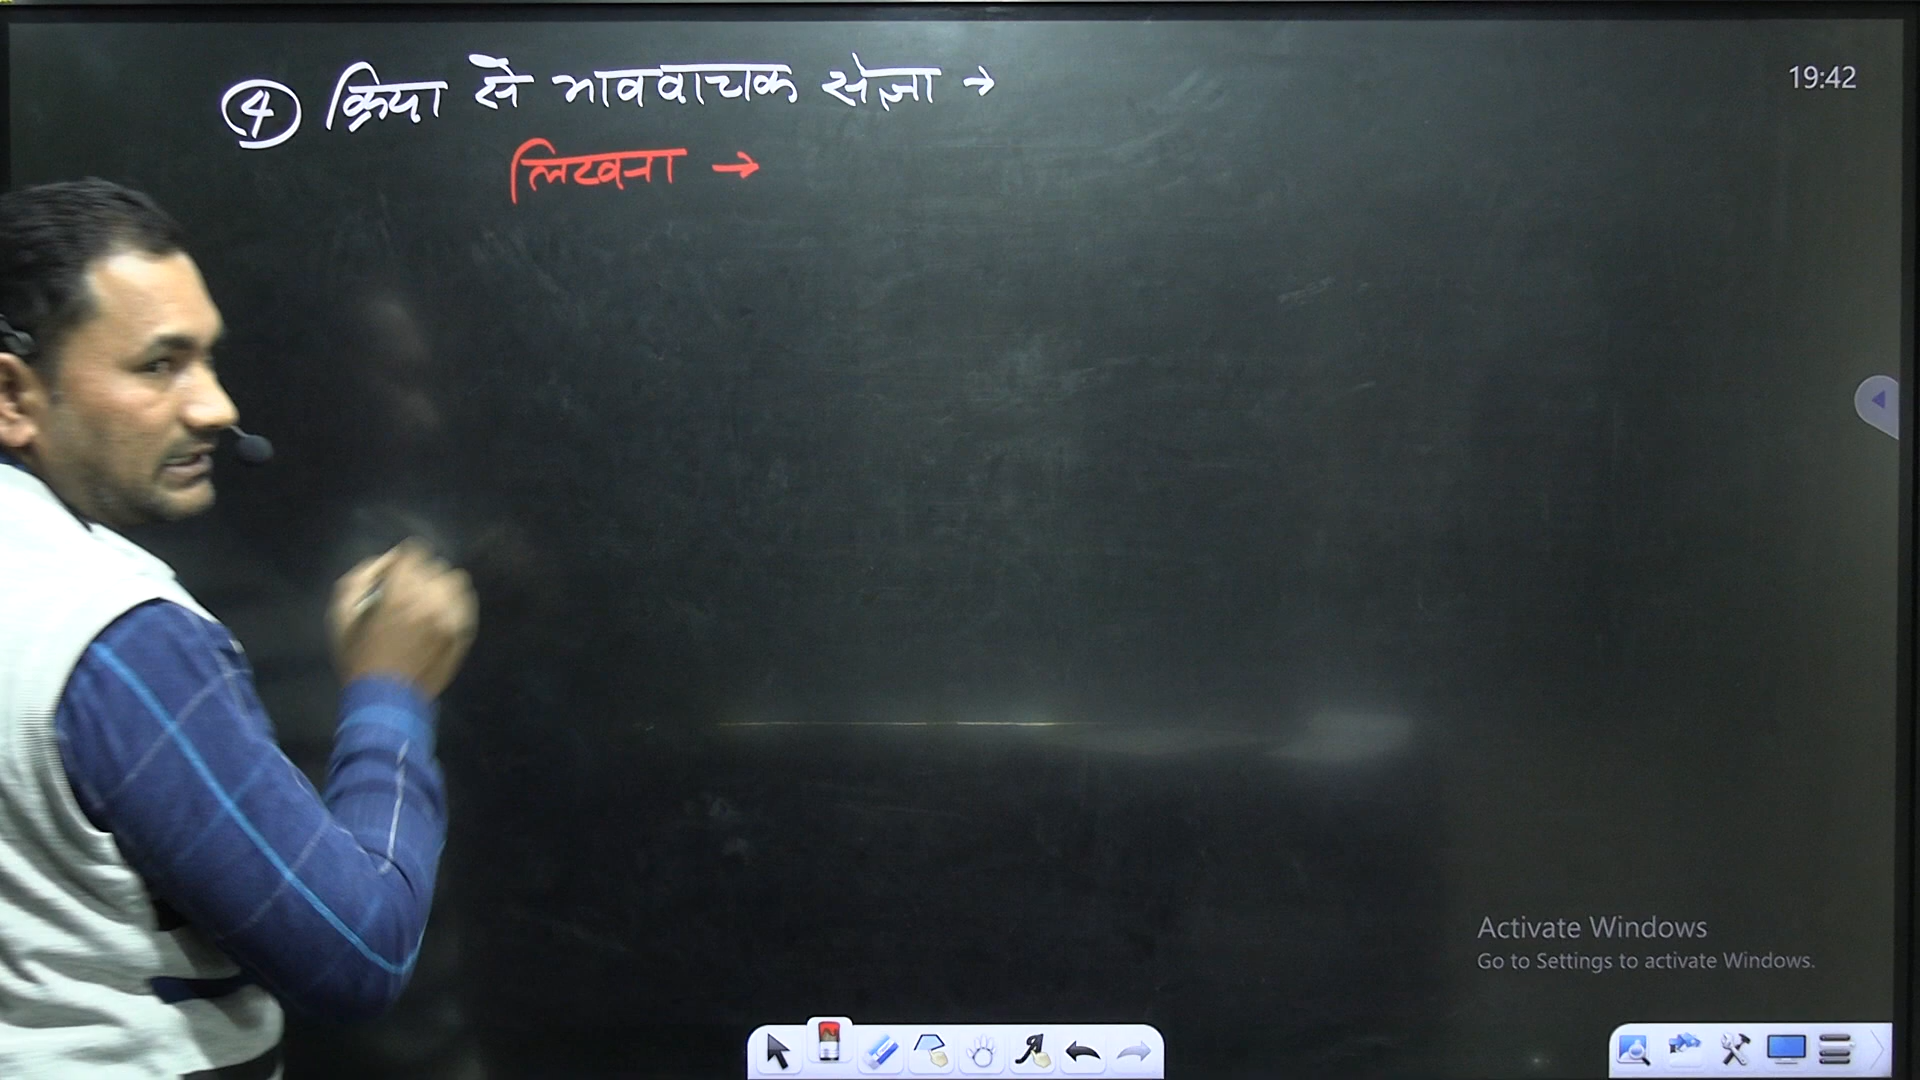 19:42
④ क्रिया से भाववाचक संज्ञा →
लिखना →
Activate Windows
Go to Settings to activate Windows.